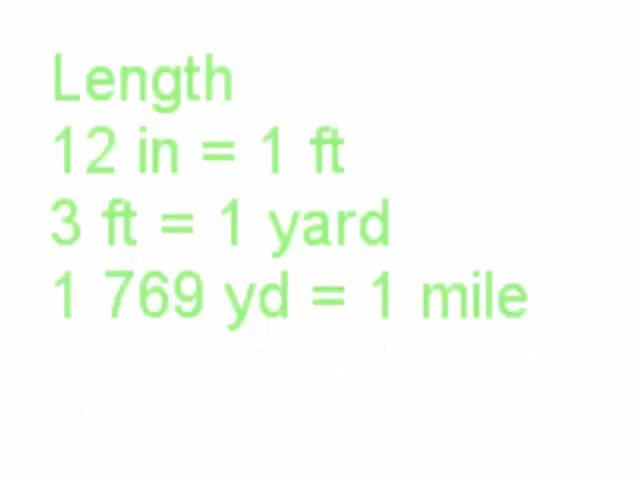 Length
12 in = 1 ft
3 ft = 1 yard
1 769 yd = 1 mile